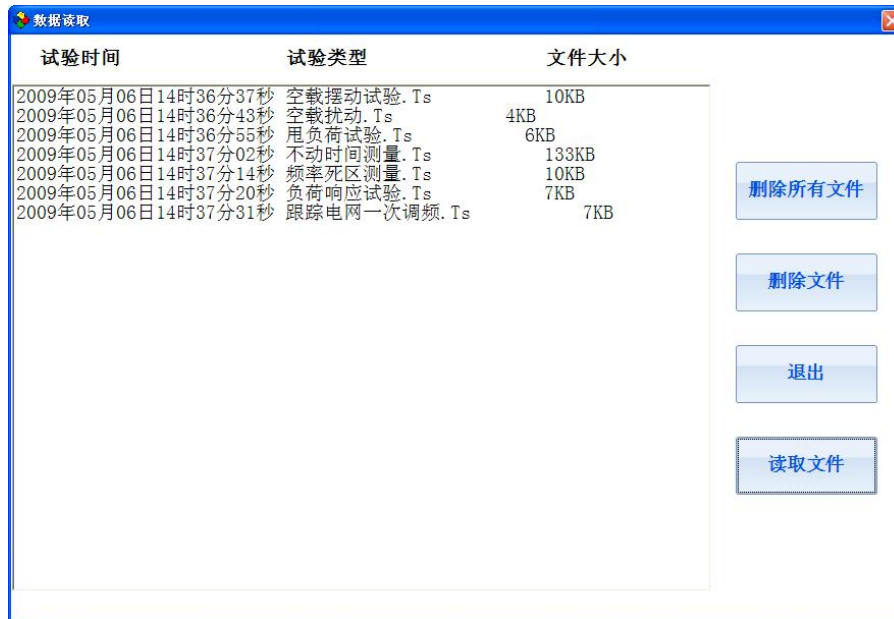 数据读取
试验时间 试验类型 文件大小
2009年05月06日14时36分37秒 空载摆动试验.Ts 10KB
2009年05月06日14时36分43秒 空载扰动.Ts 4KB
2009年05月06日14时36分55秒 甩负荷试验.Ts 6KB
2009年05月06日14时37分02秒 不动时间测量.Ts 133KB
2009年05月06日14时37分14秒 频率死区测量.Ts 10KB
2009年05月06日14时37分20秒 负荷响应试验.Ts 7KB
2009年05月06日14时37分31秒 跟踪电网一次调频.Ts 7KB
删除所有文件
删除文件
退出
读取文件